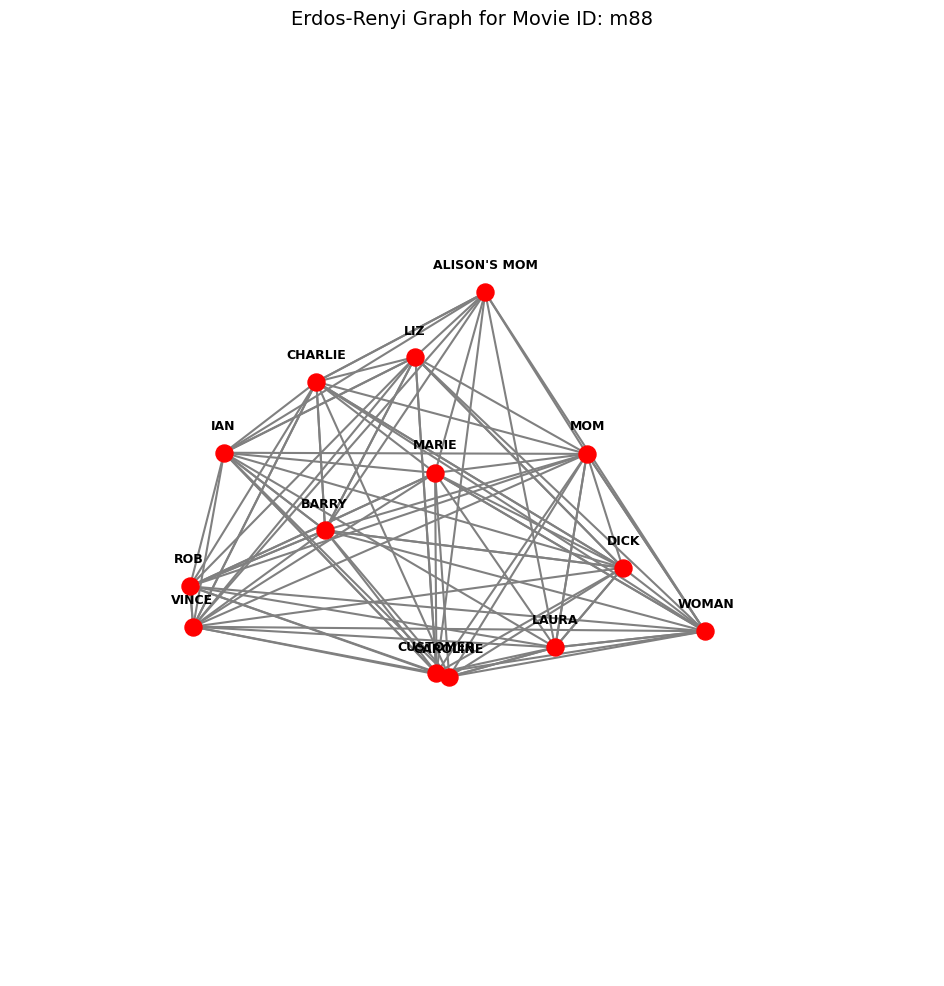 Erdos-Renyi Graph for Movie ID: m88
ALISON'S MOM
LIZ
CHARLIE
IAN
MOM
MARIE
BARRY
DICK
ROB
VINCE
WOMAN
LAURA
CUSTOMER
CAROLINE